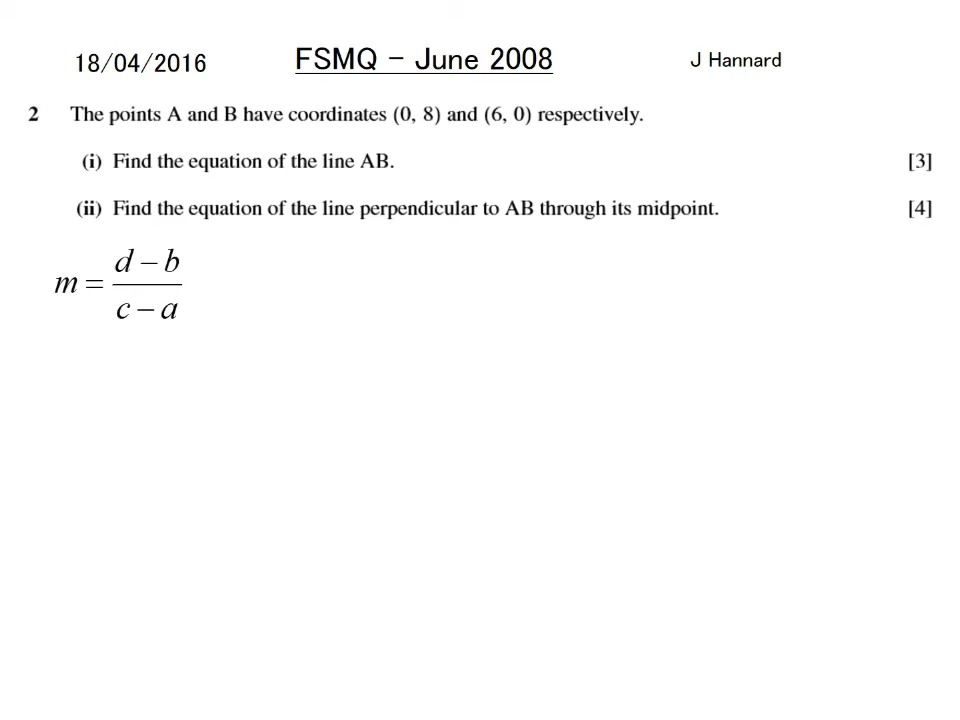 18/04/2016 FSMQ - June 2008 J Hannard
2 The points A and B have coordinates (0, 8) and (6, 0) respectively.
(i) Find the equation of the line AB. [3]
(ii) Find the equation of the line perpendicular to AB through its midpoint. [4]
m = (d − b)/(c − a)